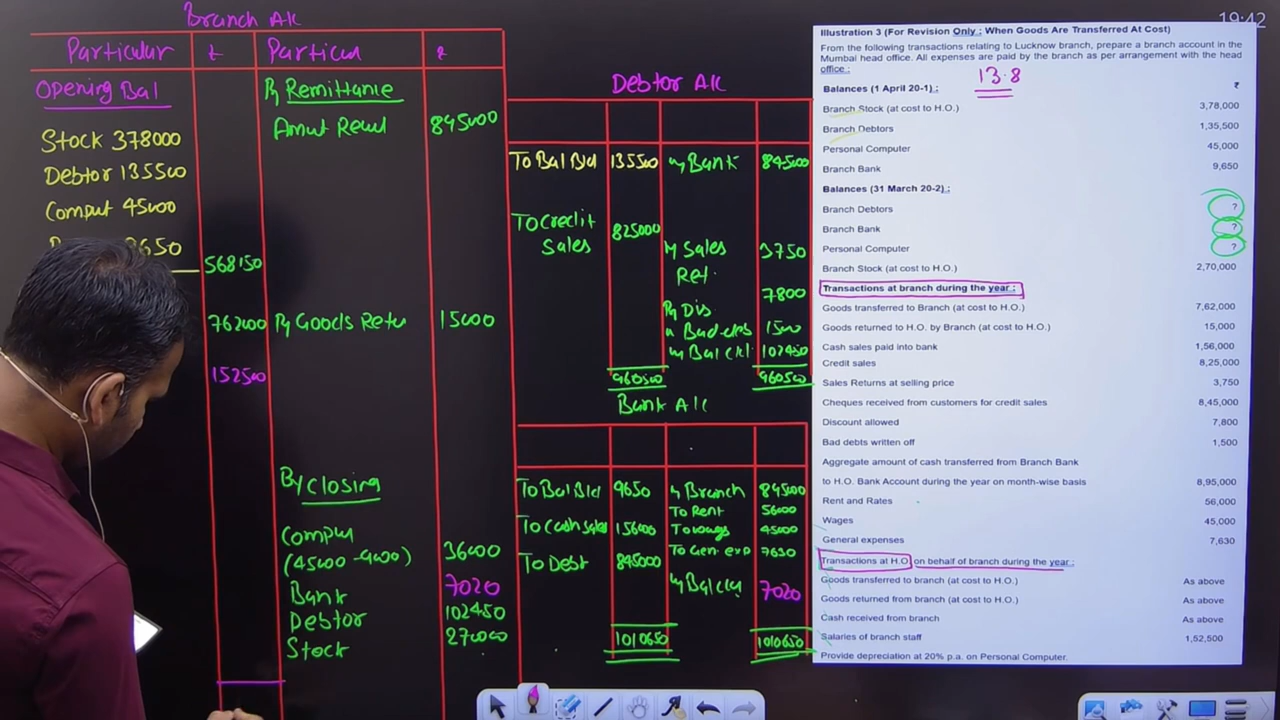 19:42
Branch A/c
Particular ₹ Particul ₹
Opening Bal
Stock 378000
Debtor 135500
Comput 45000
9650
568150
762000
152500
By Remittance
Amut Recul 845000
By Goods Retu 15000
By closing
Comput
(45000 -9000) 36000
Bank 7020
Debtor 102450
Stock 270000
Debtor A/c
To Bal B/d 135500 By Bank 845000
To credit
Sales 825000
By Sales 3750
Ret.
7800
By Dis
" Bad debts 1500
By Bal c/d 102450
960500 960500
Bank A/c
To Bal B/d 9650 By Branch 895000
To Rent 56000
To cash sales 156000 To wags 45000
To Gen. exp 7630
To Debt 845000
By Bal c/d 7020
1010650 1010650
Illustration 3 (For Revision Only : When Goods Are Transferred At Cost)
From the following transactions relating to Lucknow branch, prepare a branch account in the
Mumbai head office. All expenses are paid by the branch as per arrangement with the head
office.:
13.8
Balances (1 April 20-1) : ₹
Branch Stock (at cost to H.O.) 3,78,000
Branch Debtors 1,35,500
Personal Computer 45,000
Branch Bank 9,650
Balances (31 March 20-2) :
Branch Debtors ?
Branch Bank ?
Personal Computer ?
Branch Stock (at cost to H.O.) 2,70,000
Transactions at branch during the year :
Goods transferred to Branch (at cost to H.O.) 7,62,000
Goods returned to H.O. by Branch (at cost to H.O.) 15,000
Cash sales paid into bank 1,56,000
Credit sales 8,25,000
Sales Returns at selling price 3,750
Cheques received from customers for credit sales 8,45,000
Discount allowed 7,800
Bad debts written off 1,500
Aggregate amount of cash transferred from Branch Bank
to H.O. Bank Account during the year on month-wise basis 8,95,000
Rent and Rates 56,000
Wages 45,000
General expenses 7,630
Transactions at H.O on behalf of branch during the year :
Goods transferred to branch (at cost to H.O.) As above
Goods returned from branch (at cost to H.O.) As above
Cash received from branch As above
Salaries of branch staff 1,52,500
Provide depreciation at 20% p.a. on Personal Computer.